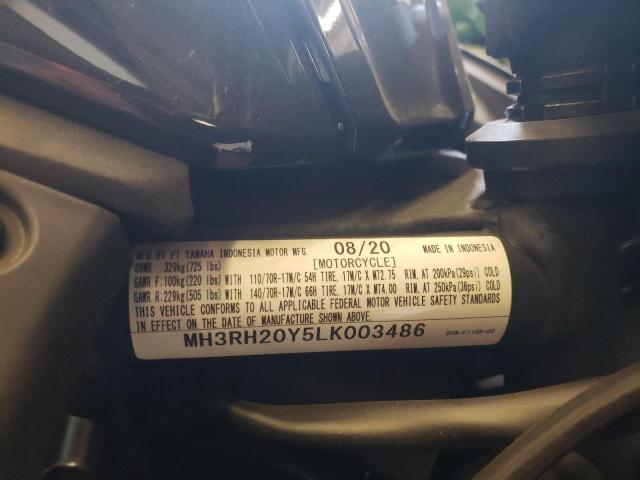 MFD.BY PT YAMAHA INDONESIA MOTOR MFG. 08/20 MADE IN INDONESIA
GVWR 329kg(725 lbs) [MOTORCYCLE]
GAWR F:100kg(220 lbs)WITH 110/70R-17M/C 54H TIRE, 17M/C X MT2.75 RIM, AT 200kPa(29psi) COLD
GAWR R:229kg(505 lbs)WITH 140/70R-17M/C 66H TIRE, 17M/C X MT4.00 RIM, AT 250kPa(36psi) COLD
THIS VEHICLE CONFORMS TO ALL APPLICABLE FEDERAL MOTOR VEHICLE SAFETY STANDARDS
IN EFFECT ON THE DATE OF MANUFACTURE SHOWN ABOVE.
MH3RH20Y5LK003486